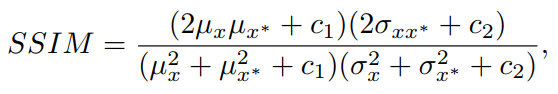 SSIM = \frac{(2\mu_x\mu_{x^*} + c_1)(2\sigma_{xx^*} + c_2)}{(\mu_x^2 + \mu_{x^*}^2 + c_1)(\sigma_x^2 + \sigma_{x^*}^2 + c_2)},